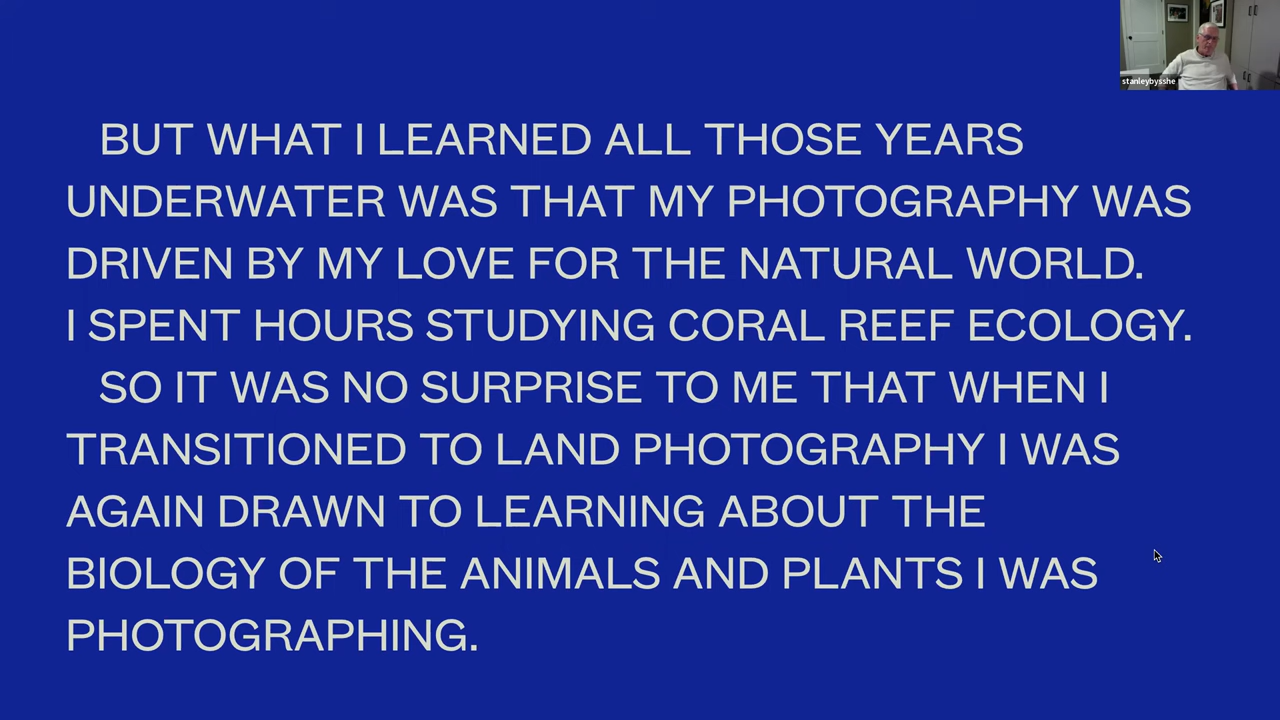 stanleybysshe
BUT WHAT I LEARNED ALL THOSE YEARS
UNDERWATER WAS THAT MY PHOTOGRAPHY WAS
DRIVEN BY MY LOVE FOR THE NATURAL WORLD.
I SPENT HOURS STUDYING CORAL REEF ECOLOGY.
SO IT WAS NO SURPRISE TO ME THAT WHEN I
TRANSITIONED TO LAND PHOTOGRAPHY I WAS
AGAIN DRAWN TO LEARNING ABOUT THE
BIOLOGY OF THE ANIMALS AND PLANTS I WAS
PHOTOGRAPHING.